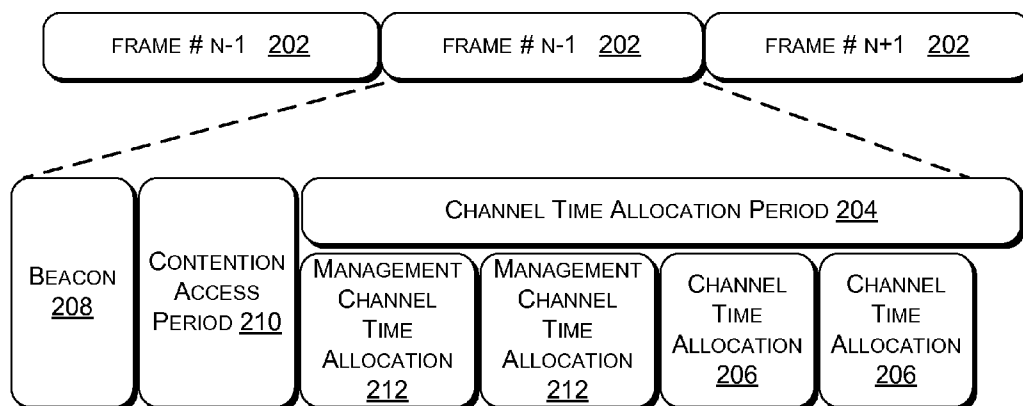 FRAME # N-1 202
FRAME # N-1 202
FRAME # N+1 202
BEACON
208
CONTENTION
ACCESS
PERIOD 210
CHANNEL TIME ALLOCATION PERIOD 204
MANAGEMENT
CHANNEL
TIME
ALLOCATION
212
MANAGEMENT
CHANNEL
TIME
ALLOCATION
212
CHANNEL
TIME
ALLOCATION
206
CHANNEL
TIME
ALLOCATION
206